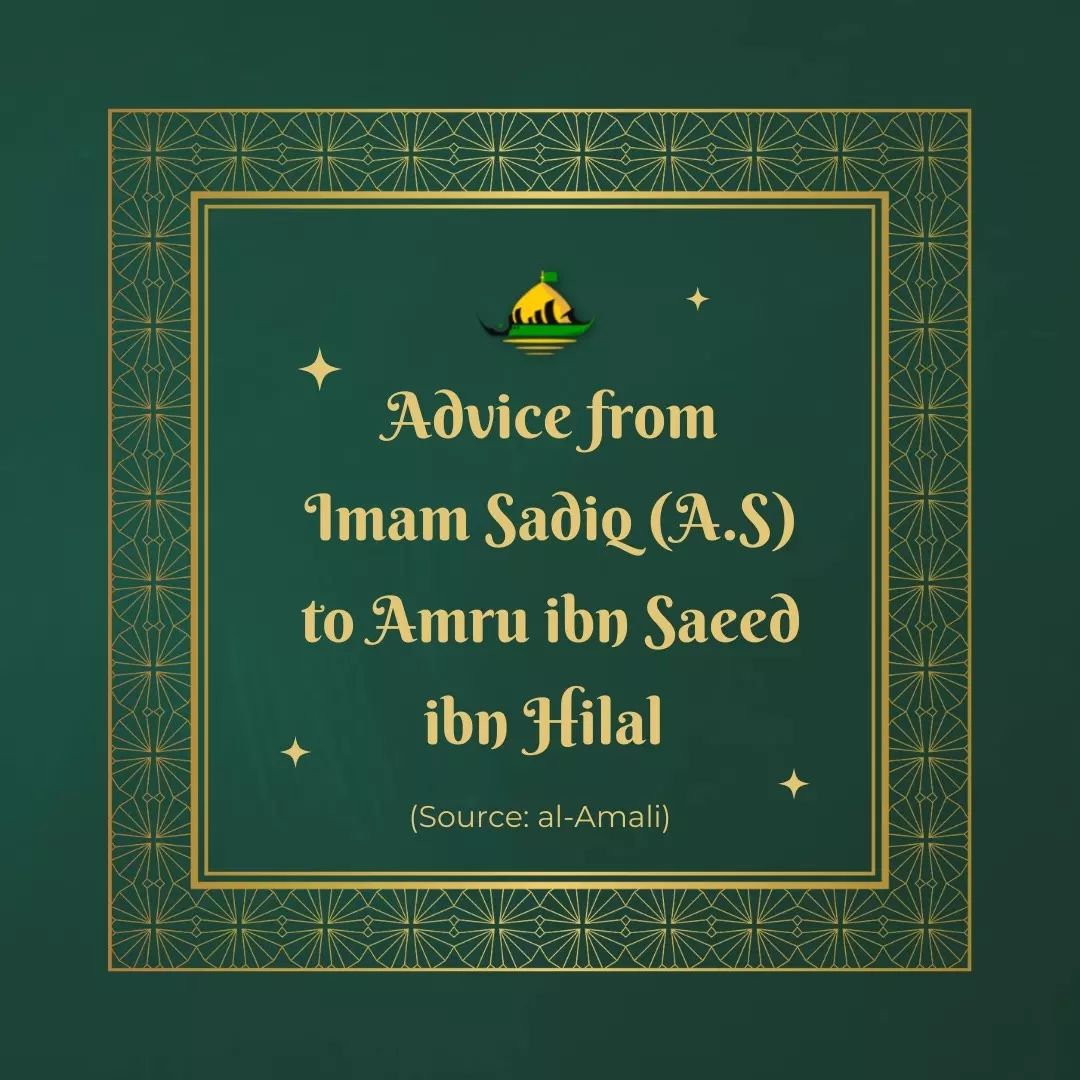 Advice from
Imam Sadiq (A.S)
to Amru ibn Saeed
ibn Hilal
(Source: al-Amali)